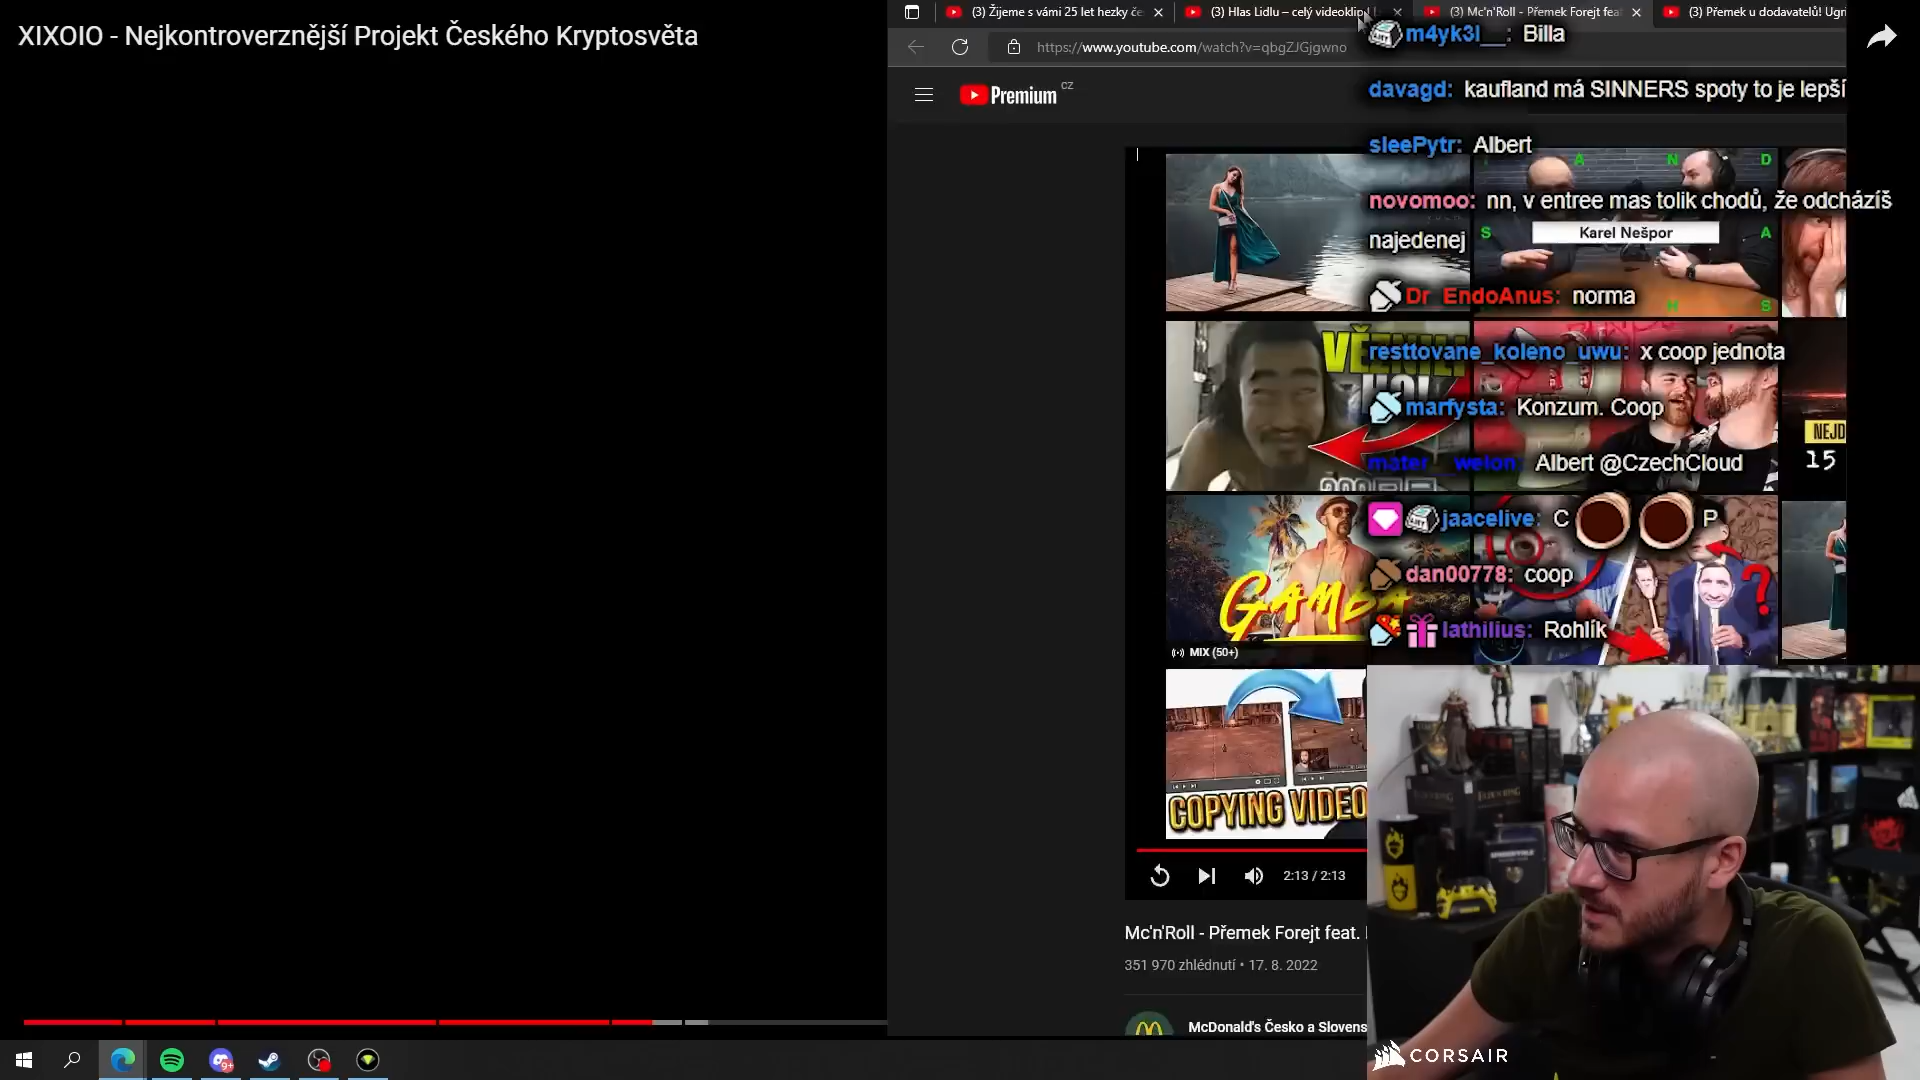 XIXOIO - Nejkontroverznější Projekt Českého Kryptosvěta
(3) Žijeme s vámi 25 let hezky če
(3) Hlas Lidlu – celý videoklip
(3) Mc'n'Roll - Přemek Forejt fea
(3) Přemek u dodavatelů! Ugr
https://www.youtube.com/watch?v=qbgZJGjgwno
Premium CZ
m4yk3l__: Billa
davagd: kaufland má SINNERS spoty to je lepší
sleePytr: Albert
A N D
novomoo: nn, v entree mas tolik chodů, že odcházíš
najedenej
S Karel Nešpor A
Dr_EndoAnus: norma
H S
resttovane_koleno_uwu: x coop jednota
VĚZNILI
HO!
marfysta: Konzum. Coop
NEJD
mater__welon: Albert @CzechCloud
15
jaacelive: C P
dan00778: coop
GAMBA
?
lathilius: Rohlík
MIX (50+)
COPYING VIDEO
2:13 / 2:13
Mc'n'Roll - Přemek Forejt feat.
351 970 zhlédnutí • 17. 8. 2022
McDonald's Česko a Slovens
9+
CORSAIR